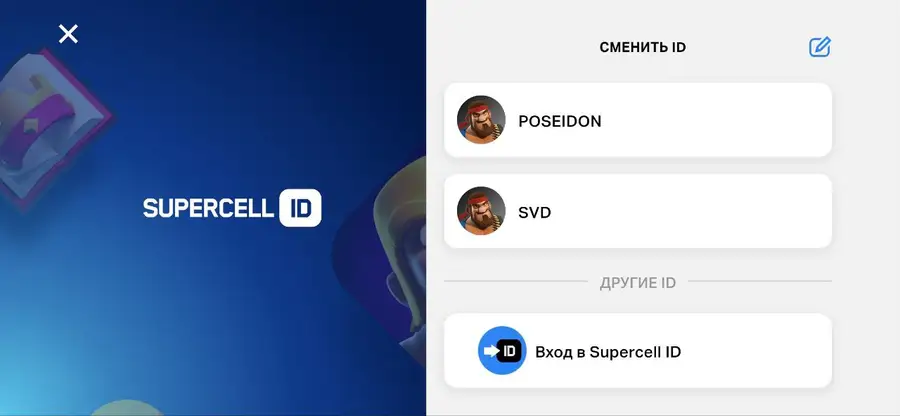 SUPERCELL ID
СМЕНИТЬ ID
POSEIDON
SVD
ДРУГИЕ ID
ID Вход в Supercell ID